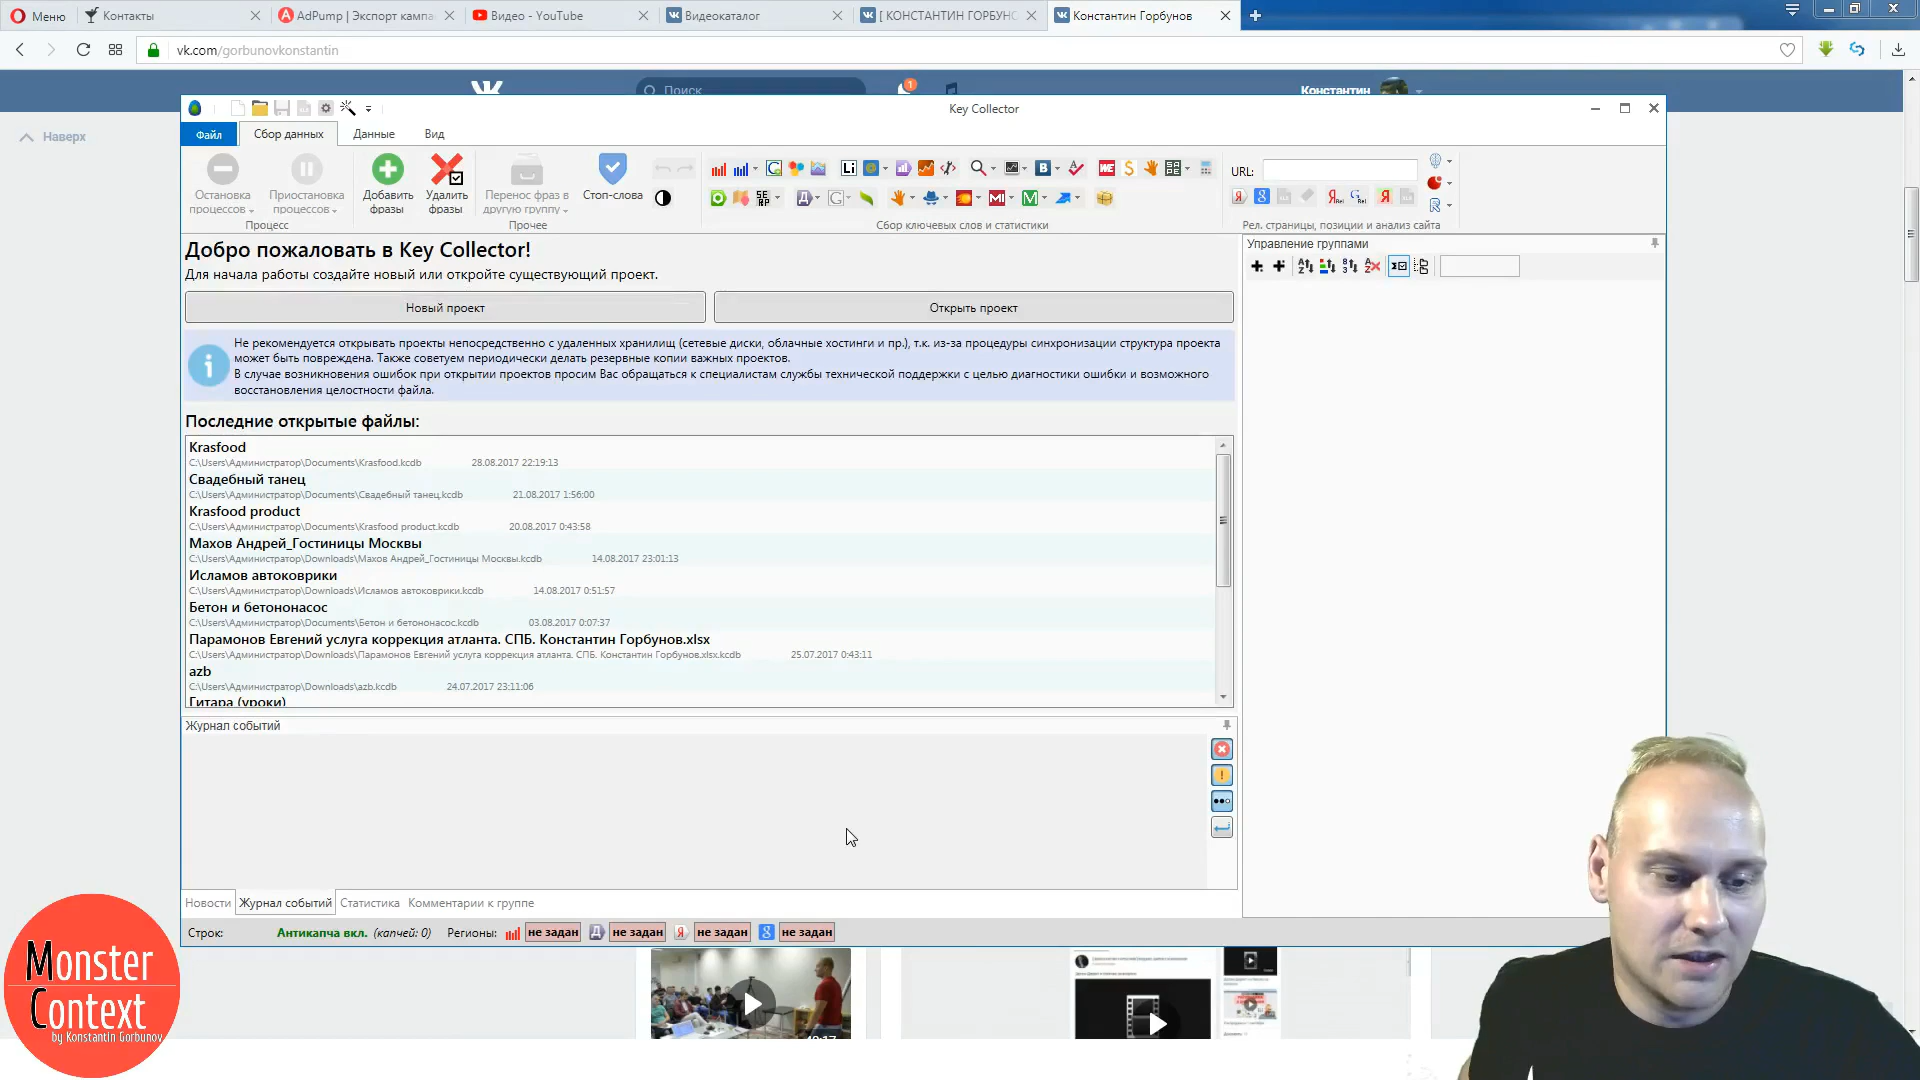 Меню
Контакты
AdPump | Экспорт кампа
Видео - YouTube
Видеокаталог
[ КОНСТАНТИН ГОРБУНО
Константин Горбунов
vk.com/gorbunovkonstantin
Поиск
1
Константин
Наверх
Key Collector
Файл
Сбор данных
Данные
Вид
Остановка процессов
Приостановка процессов
Добавить фразы
Удалить фразы
Перенос фраз в другую группу
Стоп-слова
URL:
Процесс
Прочее
Сбор ключевых слов и статистики
Рел. страницы, позиции и анализ сайта
Добро пожаловать в Key Collector!
Для начала работы создайте новый или откройте существующий проект.
Новый проект
Открыть проект
Не рекомендуется открывать проекты непосредственно с удаленных хранилищ (сетевые диски, облачные хостинги и пр.), т.к. из-за процедуры синхронизации структура проекта
может быть повреждена. Также советуем периодически делать резервные копии важных проектов.
В случае возникновения ошибок при открытии проектов просим Вас обращаться к специалистам службы технической поддержки с целью диагностики ошибки и возможного
восстановления целостности файла.
Последние открытые файлы:
Krasfood
C:\Users\Администратор\Documents\Krasfood.kcdb 28.08.2017 22:19:13
Свадебный танец
C:\Users\Администратор\Documents\Свадебный танец.kcdb 21.08.2017 1:56:00
Krasfood product
C:\Users\Администратор\Documents\Krasfood product.kcdb 20.08.2017 0:43:58
Махов Андрей_Гостиницы Москвы
C:\Users\Администратор\Downloads\Махов Андрей_Гостиницы Москвы.kcdb 14.08.2017 23:01:13
Исламов автоковрики
C:\Users\Администратор\Downloads\Исламов автоковрики.kcdb 14.08.2017 0:51:57
Бетон и бетононасос
C:\Users\Администратор\Documents\Бетон и бетононасос.kcdb 03.08.2017 0:07:37
Парамонов Евгений услуга коррекция атланта. СПБ. Константин Горбунов.xlsx
C:\Users\Администратор\Downloads\Парамонов Евгений услуга коррекция атланта. СПБ. Константин Горбунов.xlsx.kcdb 25.07.2017 0:43:11
azb
C:\Users\Администратор\Downloads\azb.kcdb 24.07.2017 23:11:06
Гитара (уроки)
Управление группами
Журнал событий
Новости
Журнал событий
Статистика
Комментарии к группе
Строк:
Антикапча вкл. (капчей: 0)
Регионы:
не задан
не задан
не задан
не задан
Monster
Context
by Konstantin Gorbunov